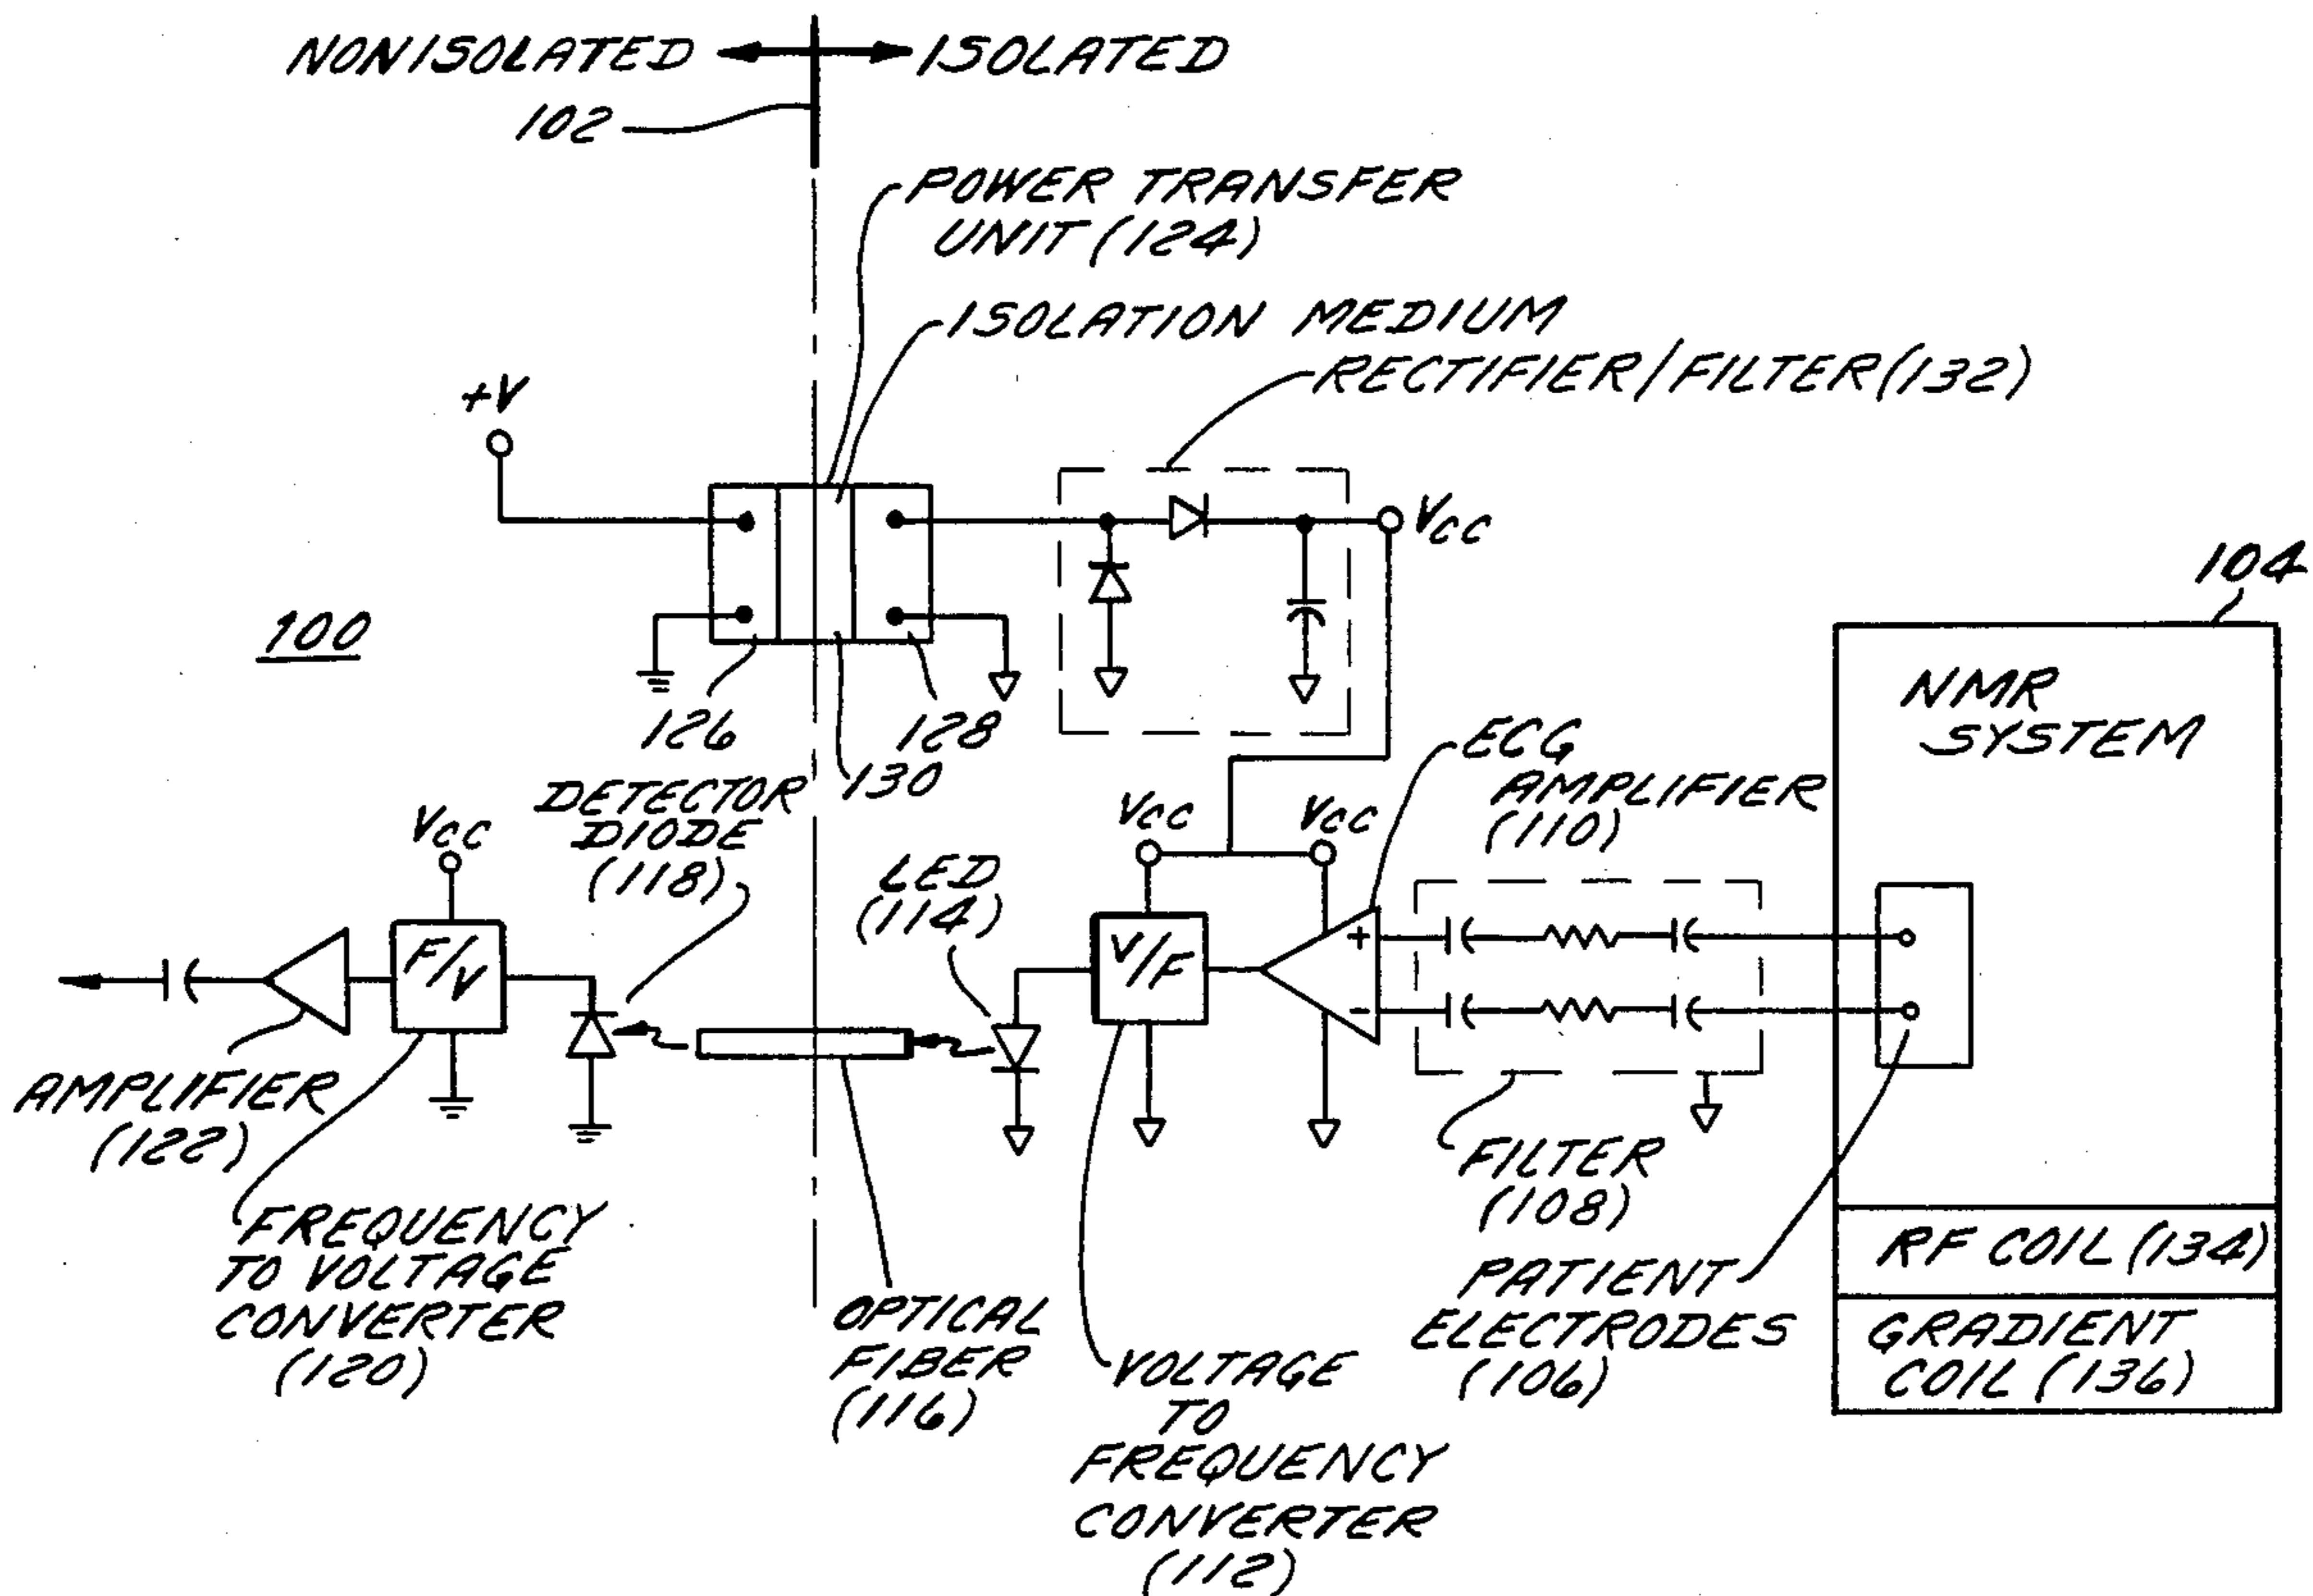 NONISOLATED
ISOLATED
102
POWER TRANSFER
UNIT (124)
ISOLATION MEDIUM
RECTIFIER/FILTER (132)
+V
VCC
104
100
NMR
SYSTEM
126
128
130
ECG
AMPLIFIER
(110)
DETECTOR
DIODE
(118)
VCC
LED
(114)
VCC
VCC
F/V
V/F
+
-
AMPLIFIER
(122)
FILTER
(108)
FREQUENCY
TO VOLTAGE
CONVERTER
(120)
OPTICAL
FIBER
(116)
VOLTAGE
TO
FREQUENCY
CONVERTER
(112)
PATIENT
ELECTRODES
(106)
RF COIL (134)
GRADIENT
COIL (136)